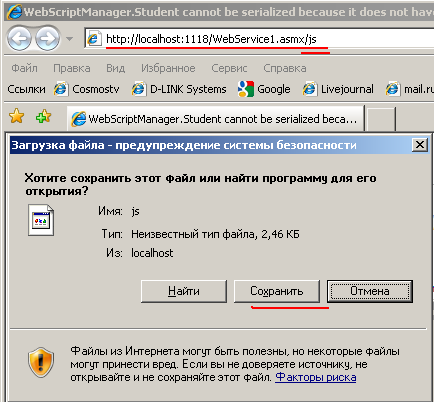 WebScriptManager.Student cannot be serialized because it does not hav
http://localhost:1118/WebService1.asmx/js
Файл Правка Вид Избранное Сервис Справка
Ссылки Cosmostv D-LINK Systems Google Livejournal mail.ru
WebScriptManager.Student cannot be serialized beca...
Загрузка файла - предупреждение системы безопасности
Хотите сохранить этот файл или найти программу для его
открытия?
Имя: js
Тип: Неизвестный тип файла, 2,46 КБ
Из: localhost
Найти Сохранить Отмена
Файлы из Интернета могут быть полезны, но некоторые файлы
могут принести вред. Если вы не доверяете источнику, не
открывайте и не сохраняйте этот файл. Факторы риска